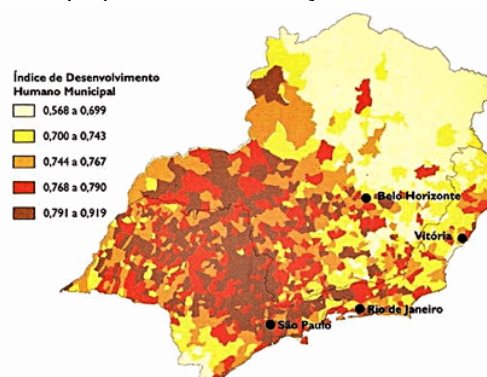 Índice de Desenvolvimento
Humano Municipal
0,568 a 0,699
0,700 a 0,743
0,744 a 0,767
0,768 a 0,790
0,791 a 0,919
Belo Horizonte
Vitória
Rio de Janeiro
São Paulo